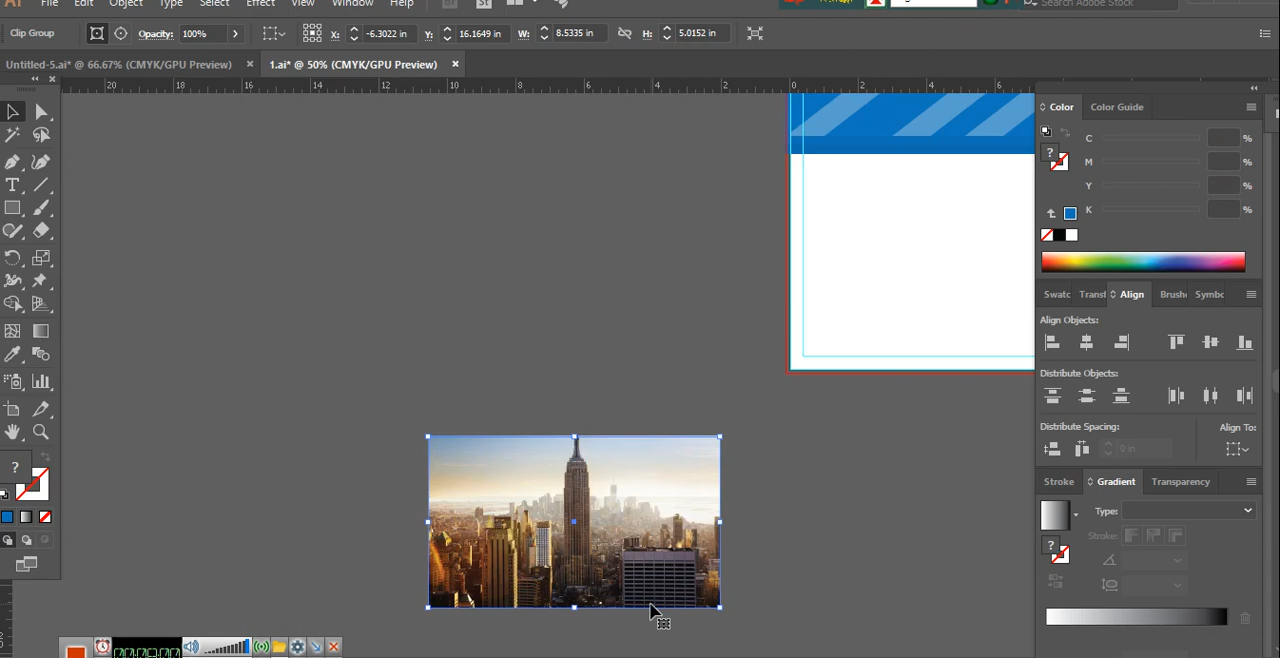 Ai File Edit Object Type Select Effect View Window Help Br St Search Adobe Stock
Clip Group Opacity: 100% X: -6.3022 in Y: 16.1649 in W: 8.5335 in H: 5.0152 in
Untitled-5.ai* @ 66.67% (CMYK/GPU Preview) × 1.ai* @ 50% (CMYK/GPU Preview) ×
20 18 16 14 12 10 8 6 4 2 0 2 4 6
Color Color Guide
C %
M %
Y %
K %
Swatc Transf Align Brushe Symbo
Align Objects:
Distribute Objects:
Distribute Spacing: Align To:
0 in
Stroke Gradient Transparency
Type:
Stroke: